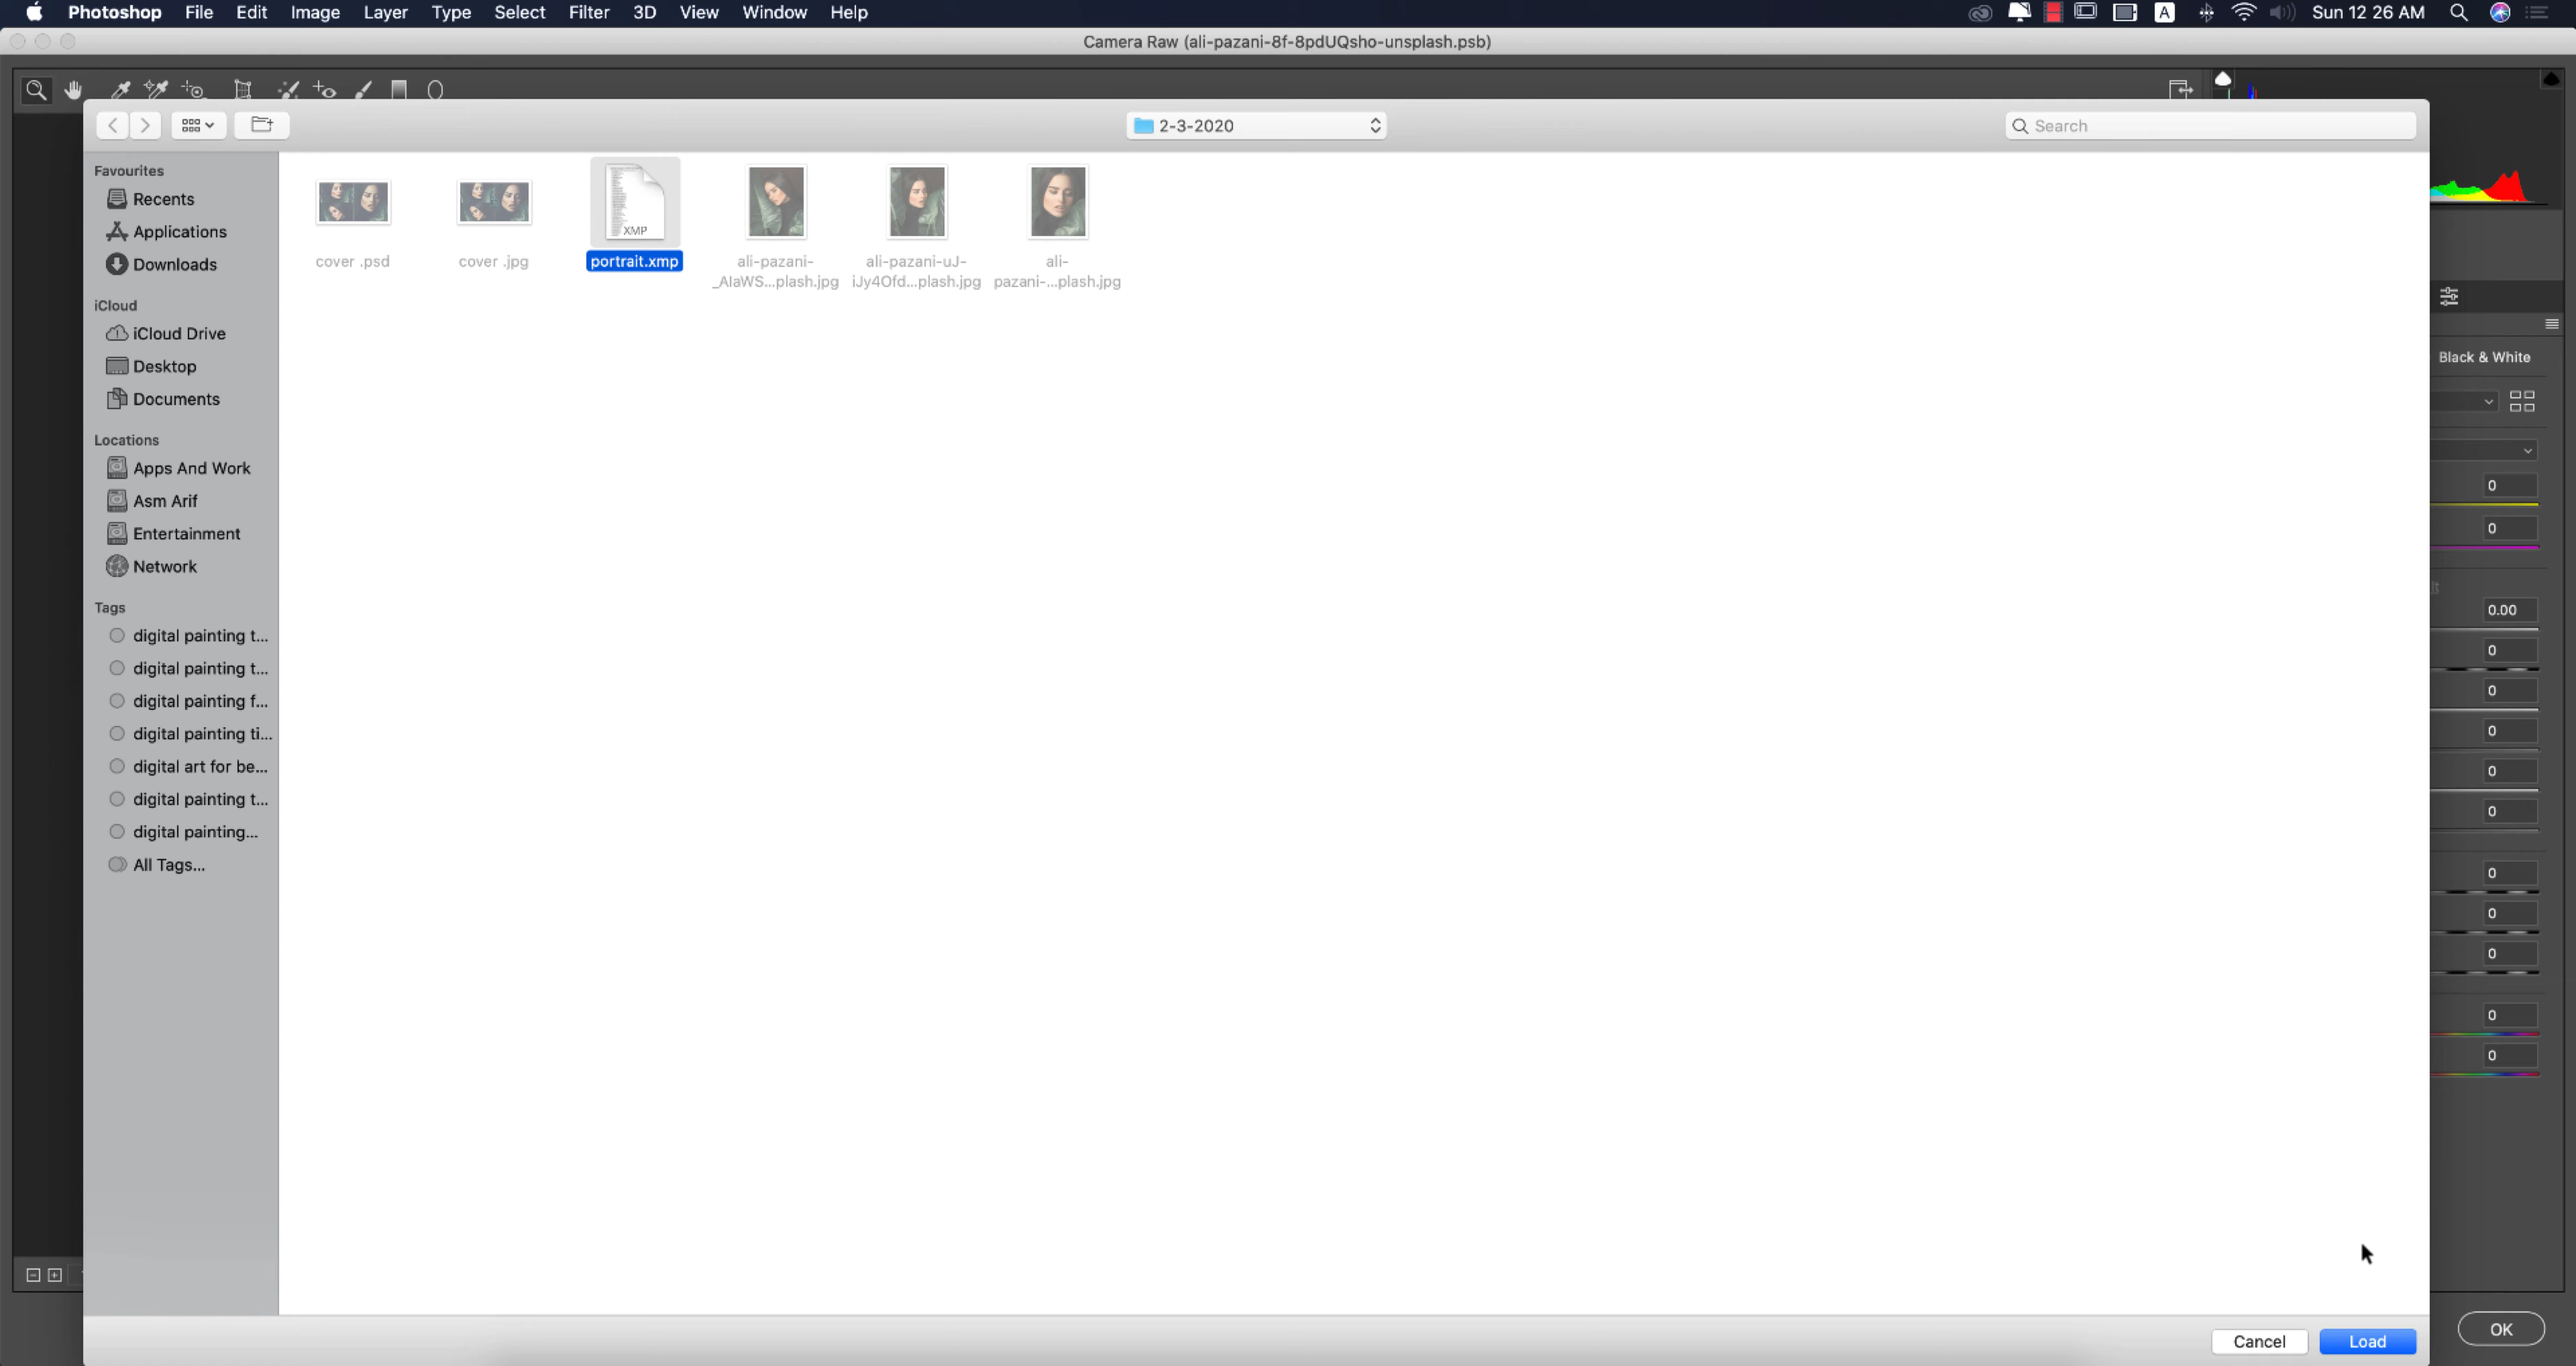 Photoshop File Edit Image Layer Type Select Filter 3D View Window Help A Sun 12 26 AM
Camera Raw (ali-pazani-8f-8pdUQsho-unsplash.psb)
2-3-2020
Search
Favourites
Recents
Applications
Downloads
iCloud
iCloud Drive
Desktop
Documents
Locations
Apps And Work
Asm Arif
Entertainment
Network
Tags
digital painting t...
digital painting t...
digital painting f...
digital painting ti...
digital art for be...
digital painting t...
digital painting...
All Tags...
cover .psd
cover .jpg
XMP
portrait.xmp
ali-pazani-
_AIaWS...plash.jpg
ali-pazani-uJ-
iJy4Ofd...plash.jpg
ali-
pazani-...plash.jpg
Black & White
0
0
0.00
0
0
0
0
0
0
0
0
0
0
Cancel
Load
OK